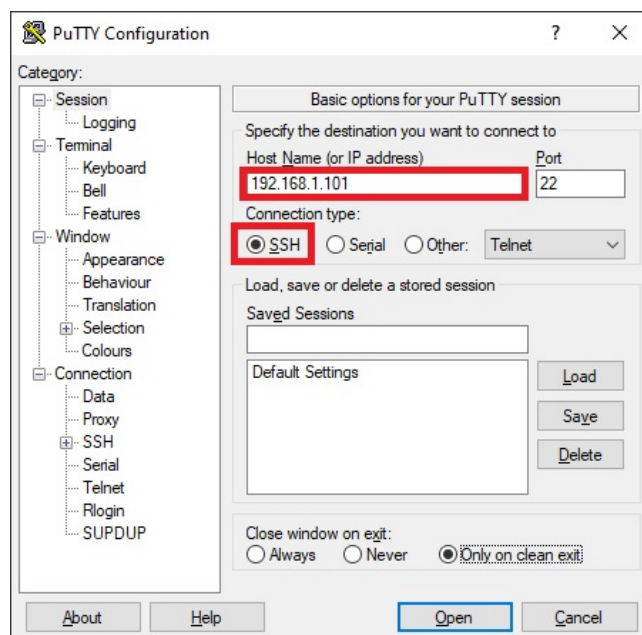 PuTTY Configuration
?
Category:
Session
Logging
Terminal
Keyboard
Bell
Features
Window
Appearance
Behaviour
Translation
Selection
Colours
Connection
Data
Proxy
SSH
Serial
Telnet
Rlogin
SUPDUP
Basic options for your PuTTY session
Specify the destination you want to connect to
Host Name (or IP address) Port
192.168.1.101 22
Connection type:
SSH Serial Other: Telnet
Load, save or delete a stored session
Saved Sessions
Default Settings
Load
Save
Delete
Close window on exit:
Always Never Only on clean exit
About Help Open Cancel